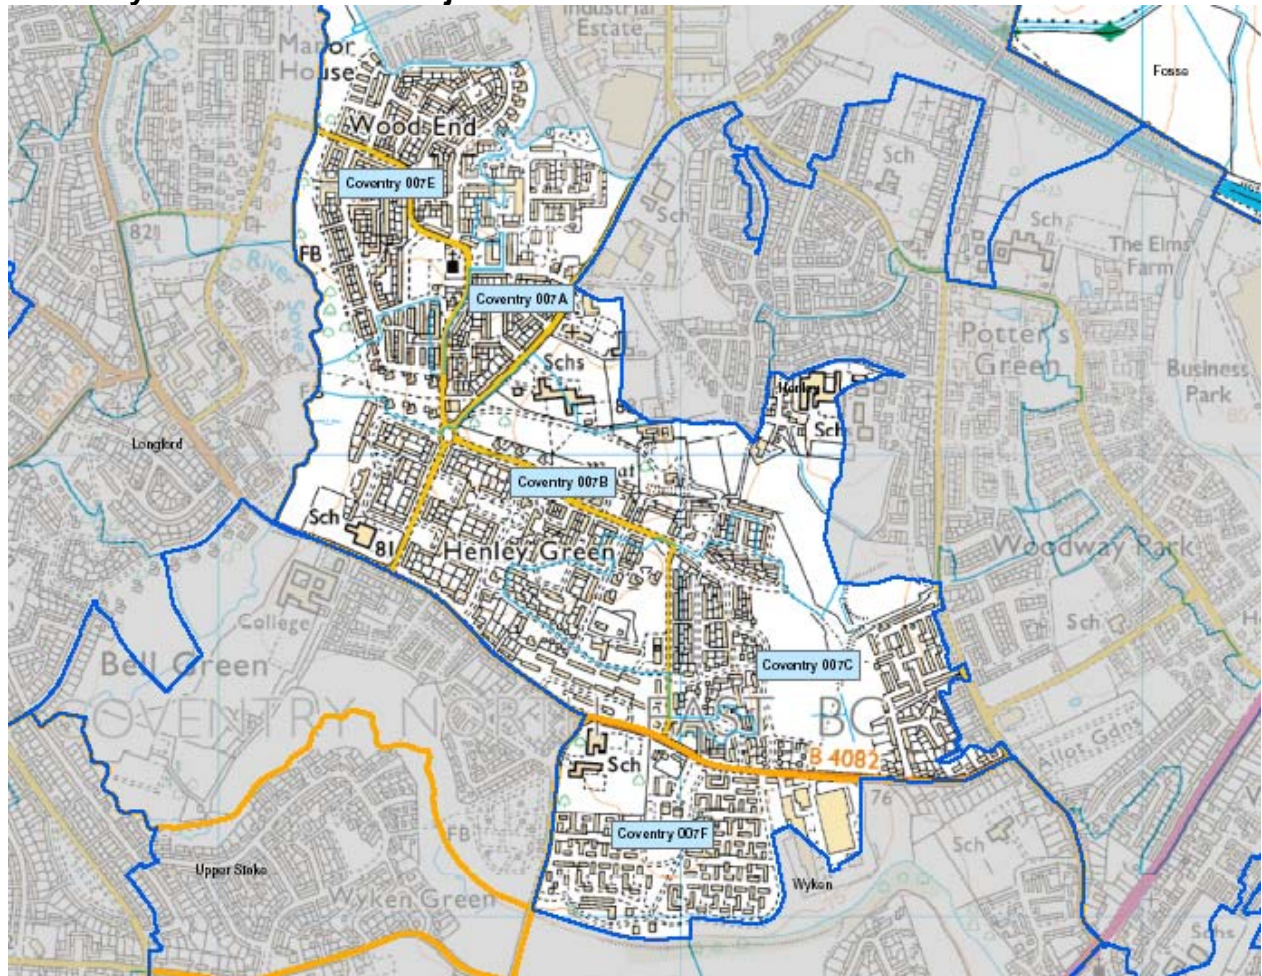 Industrial
Estate
Manor
House
Fosse
Wood End
Sch
Coventry 007E
Sch
Sch
82
The Elms
Farm
FB
River
Sowe
Coventry 007A
Potter's
Green
Schs
Business
Park
Henley
Sch
Longford
Coventry 007B
Sch
81
Henley Green
Woodway Park
College
Sch
Bell Green
Coventry 007C
COVENTRY NORTH EAST BC
Allot Gdns
Sch
B 4082
76
FB
Coventry 007F
Sch
Upper Stoke
Wyken
Wyken Green
Schs